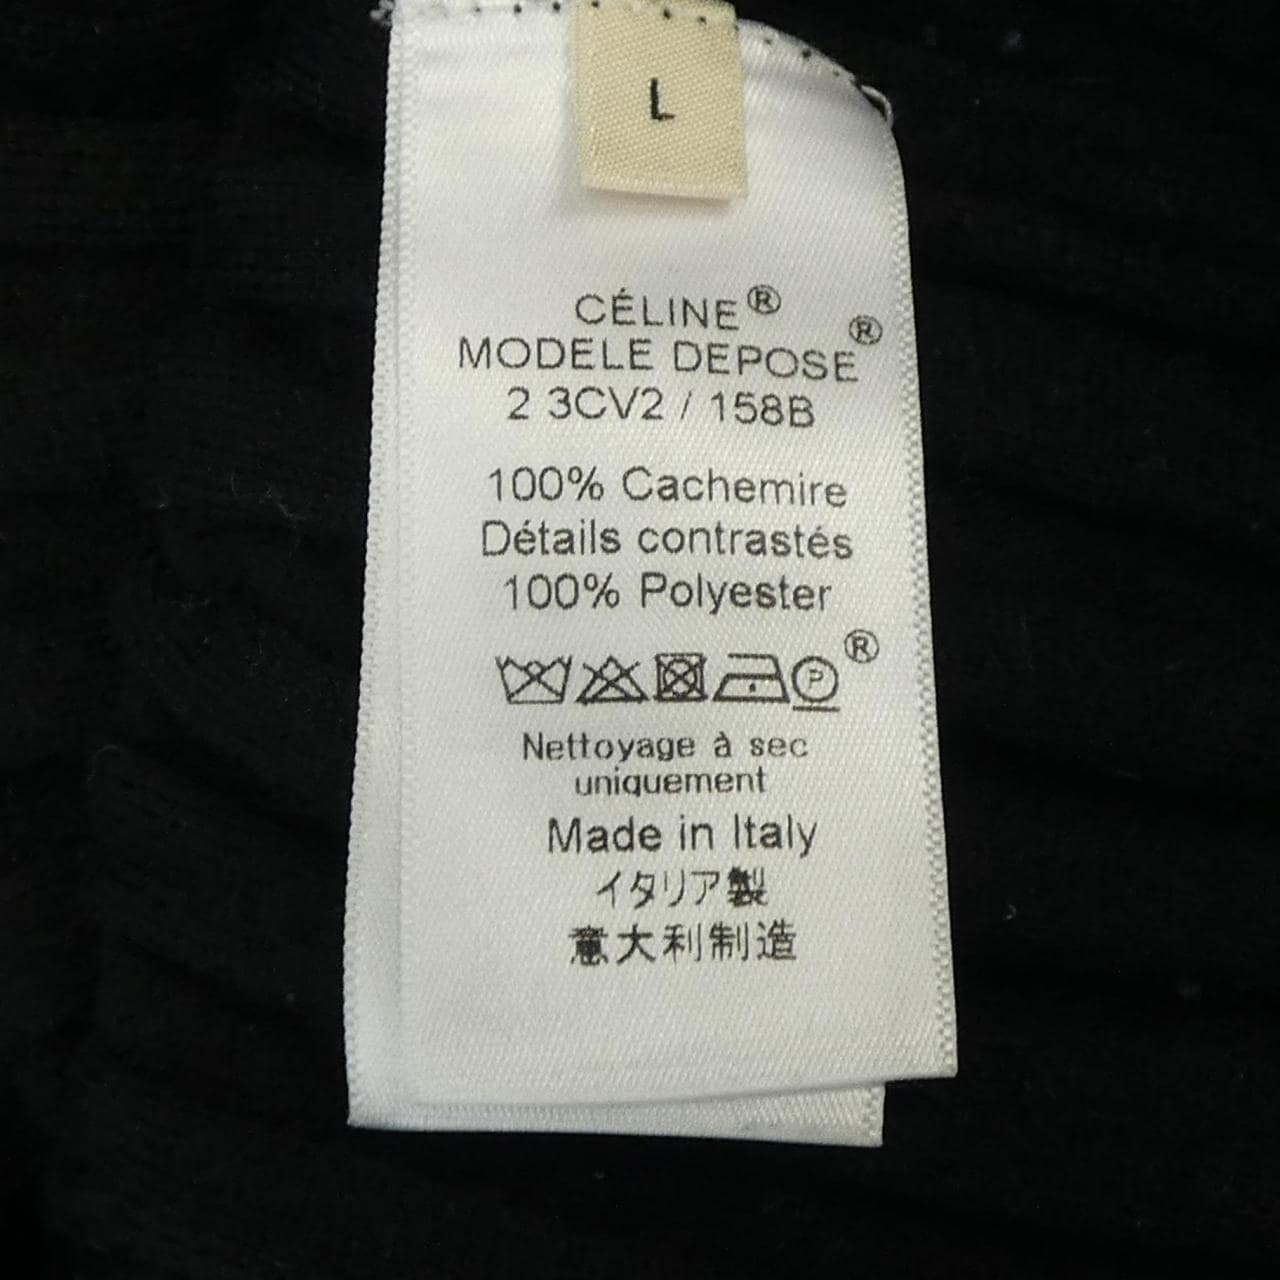 L
CÉLINE®
MODELE DEPOSE®
2 3CV2 / 158B
100% Cachemire
Détails contrastés
100% Polyester
P ®
Nettoyage à sec
uniquement
Made in Italy
イタリア製
意大利制造